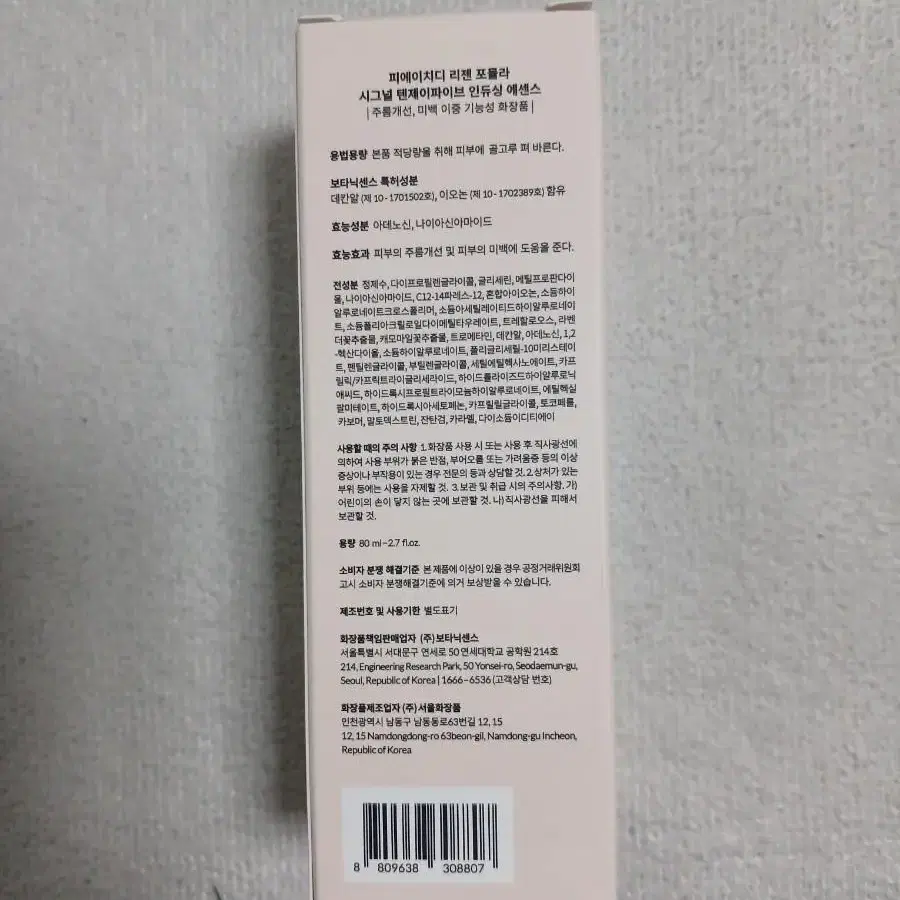 피에이치디 리젠 포뮬라
시그널 텐제이파이브 인듀싱 에센스
| 주름개선, 미백 이중 기능성 화장품 |
용법용량 본품 적당량을 취해 피부에 골고루 펴 바른다.
보타닉센스 특허성분
데칸알 (제 10 - 1701502호), 이오논 (제 10 - 1702389호) 함유
효능성분 아데노신, 나이아신아마이드
효능효과 피부의 주름개선 및 피부의 미백에 도움을 준다.
전성분 정제수, 다이프로필렌글라이콜, 글리세린, 메틸프로판다이
올, 나이아신아마이드, C12-14파레스-12, 혼합아이오논, 소듐하이
알루로네이트크로스폴리머, 소듐아세틸레이티드하이알루로네이
트, 소듐폴리아크릴로일다이메틸타우레이트, 트레할로오스, 라벤
더꽃추출물, 캐모마일꽃추출물, 트로메타민, 데칸알, 아데노신, 1,2
-헥산다이올, 소듐하이알루로네이트, 폴리글리세릴-10미리스테이
트, 펜틸렌글라이콜, 부틸렌글라이콜, 세틸에틸헥사노에이트, 카프
릴릭/카프릭트라이글리세라이드, 하이드롤라이즈드하이알루로닉
애씨드, 하이드록시프로필트라이모늄하이알루로네이트, 에틸헥실
팔미테이트, 하이드록시아세토페논, 카프릴릴글라이콜, 토코페롤,
카보머, 말토덱스트린, 잔탄검, 카라멜, 다이소듐이디티에이
사용할 때의 주의 사항 1. 화장품 사용 시 또는 사용 후 직사광선에
의하여 사용 부위가 붉은 반점, 부어오름 또는 가려움증 등의 이상
증상이나 부작용이 있는 경우 전문의 등과 상담할 것. 2. 상처가 있는
부위 등에는 사용을 자제할 것. 3. 보관 및 취급 시의 주의사항, 가)
어린이의 손이 닿지 않는 곳에 보관할 것. 나) 직사광선을 피해서
보관할 것.
용량 80 ml – 2.7 fl.oz.
소비자 분쟁 해결기준 본 제품에 이상이 있을 경우 공정거래위원회
고시 소비자 분쟁해결기준에 의거 보상받을 수 있습니다.
제조번호 및 사용기한 별도표기
화장품책임판매업자 (주)보타닉센스
서울특별시 서대문구 연세로 50 연세대학교 공학원 214호
214, Engineering Research Park, 50 Yonsei-ro, Seodaemun-gu,
Seoul, Republic of Korea | 1666 – 6536 (고객상담 번호)
화장품제조업자 (주)서울화장품
인천광역시 남동구 남동동로63번길 12, 15
12, 15 Namdongdong-ro 63beon-gil, Namdong-gu Incheon,
Republic of Korea
8 809638 308807